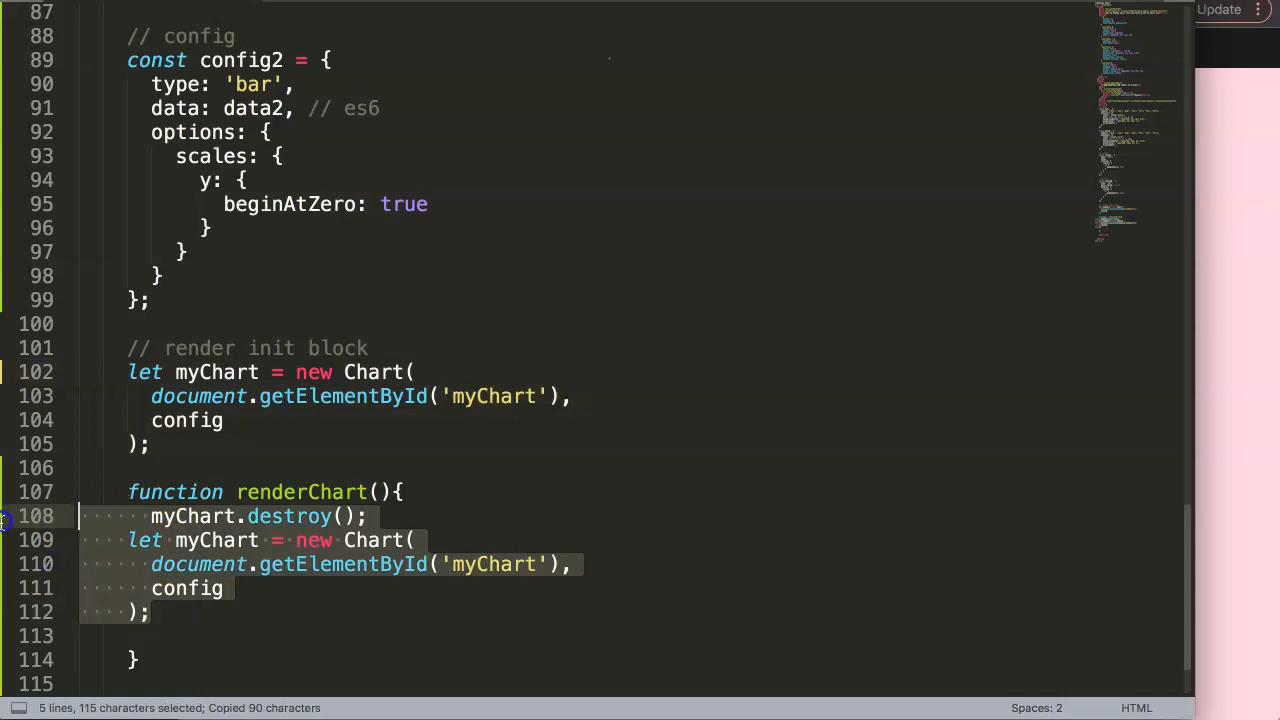 87
88 // config
89 const config2 = {
90 type: 'bar',
91 data: data2, // es6
92 options: {
93 scales: {
94 y: {
95 beginAtZero: true
96 }
97 }
98 }
99 };
100
101 // render init block
102 let myChart = new Chart(
103 document.getElementById('myChart'),
104 config
105 );
106
107 function renderChart(){
108 myChart.destroy();
109 let myChart = new Chart(
110 document.getElementById('myChart'),
111 config
112 );
113
114 }
115
5 lines, 115 characters selected; Copied 90 characters
Spaces: 2
HTML
Update